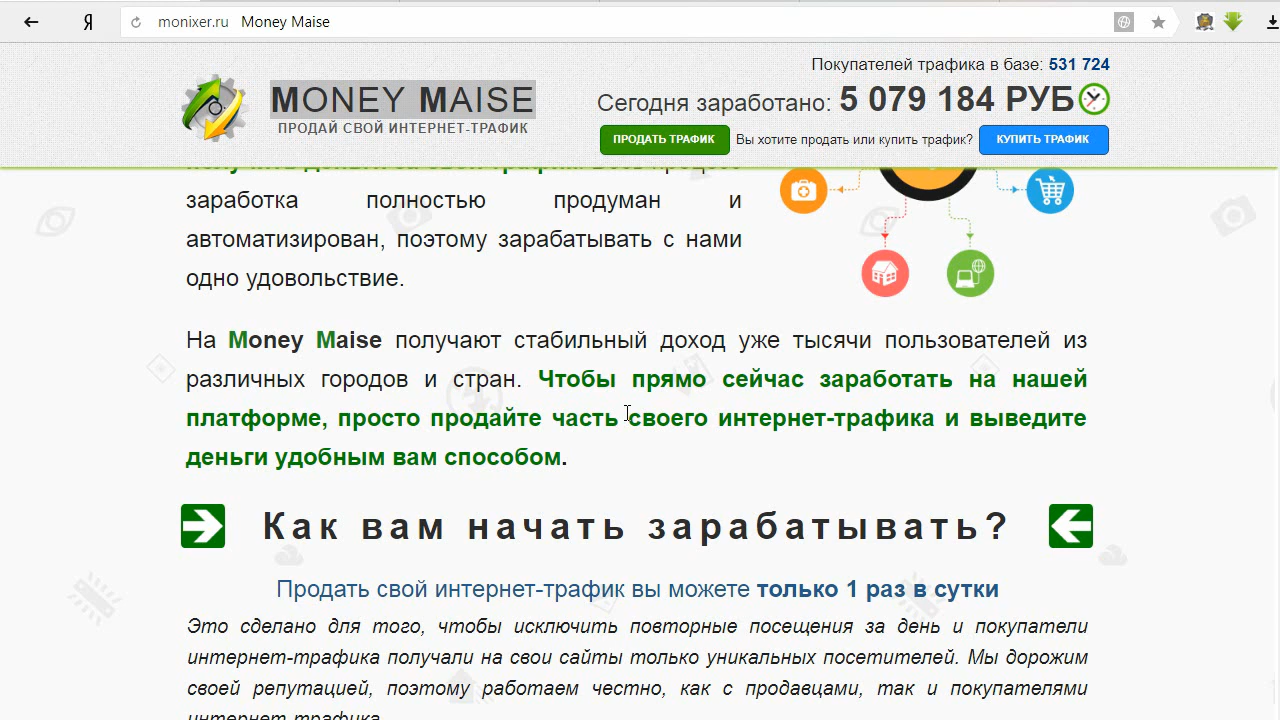 Я
monixer.ru Money Maise
Покупателей трафика в базе: 531 724
MONEY MAISE
ПРОДАЙ СВОЙ ИНТЕРНЕТ-ТРАФИК
Сегодня заработано: 5 079 184 РУБ
ПРОДАТЬ ТРАФИК Вы хотите продать или купить трафик? КУПИТЬ ТРАФИК
заработка полностью продуман и
автоматизирован, поэтому зарабатывать с нами
одно удовольствие.
На Money Maise получают стабильный доход уже тысячи пользователей из
различных городов и стран. Чтобы прямо сейчас заработать на нашей
платформе, просто продайте часть своего интернет-трафика и выведите
деньги удобным вам способом.
Как вам начать зарабатывать?
Продать свой интернет-трафик вы можете только 1 раз в сутки
Это сделано для того, чтобы исключить повторные посещения за день и покупатели
интернет-трафика получали на свои сайты только уникальных посетителей. Мы дорожим
своей репутацией, поэтому работаем честно, как с продавцами, так и покупателями
интернет-трафика.